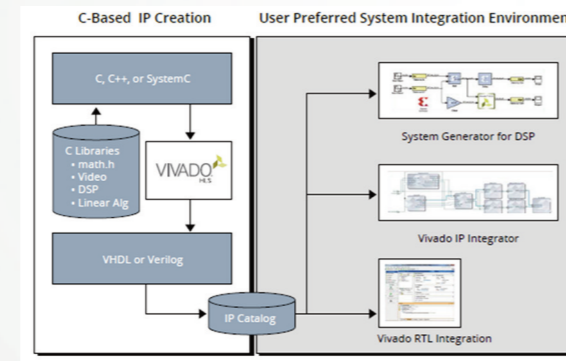 C-Based IP Creation
User Preferred System Integration Environmen
C, C++, or SystemC
C Libraries
• math.h
• Video
• DSP
• Linear Alg
VIVADO
HLS
VHDL or Verilog
IP Catalog
System Generator for DSP
Vivado IP Integrator
Vivado RTL Integration